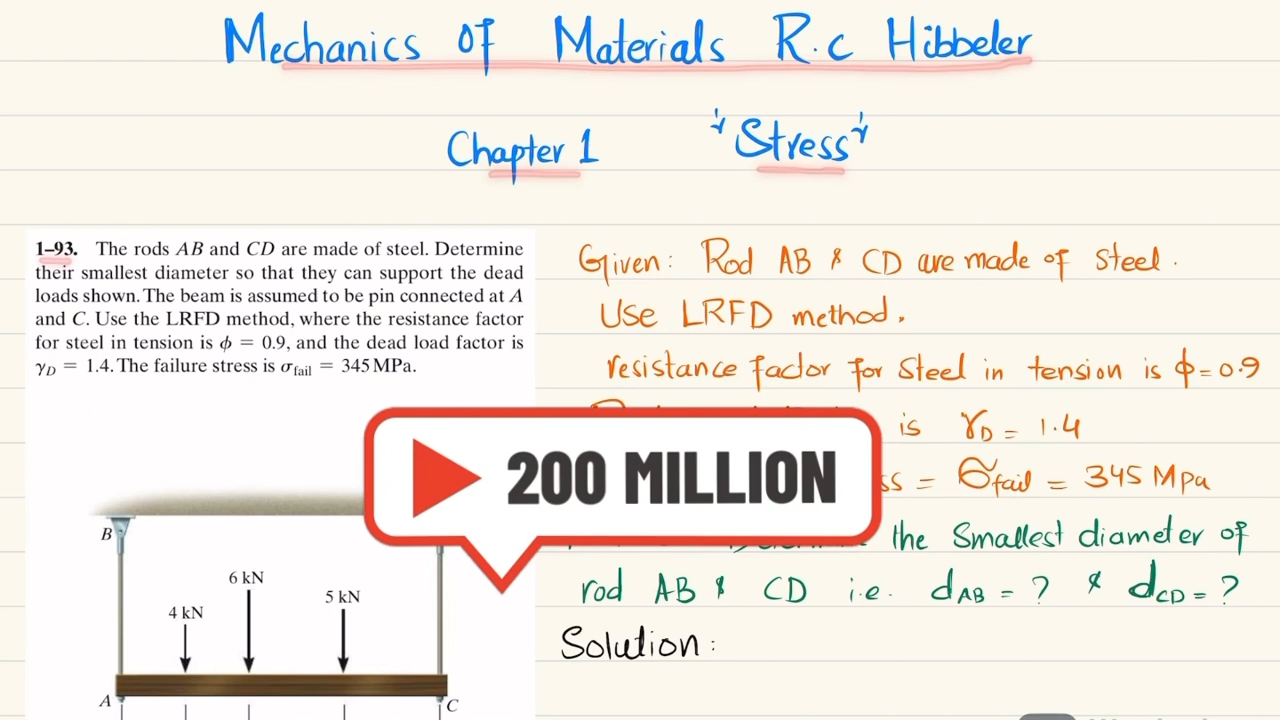 Mechanics of Materials R.c Hibbeler
Chapter 1 "Stress"
1–93. The rods AB and CD are made of steel. Determine
their smallest diameter so that they can support the dead
loads shown. The beam is assumed to be pin connected at A
and C. Use the LRFD method, where the resistance factor
for steel in tension is ϕ = 0.9, and the dead load factor is
γD = 1.4. The failure stress is σfail = 345 MPa.
Given: Rod AB & CD are made of steel.
Use LRFD method.
resistance factor for steel in tension is ϕ = 0.9
is γD = 1.4
= σfail = 345 MPa
the Smallest diameter of
rod AB & CD i.e. dAB = ? & dCD = ?
Solution:
200 MILLION
B
6 kN
5 kN
4 kN
A
C